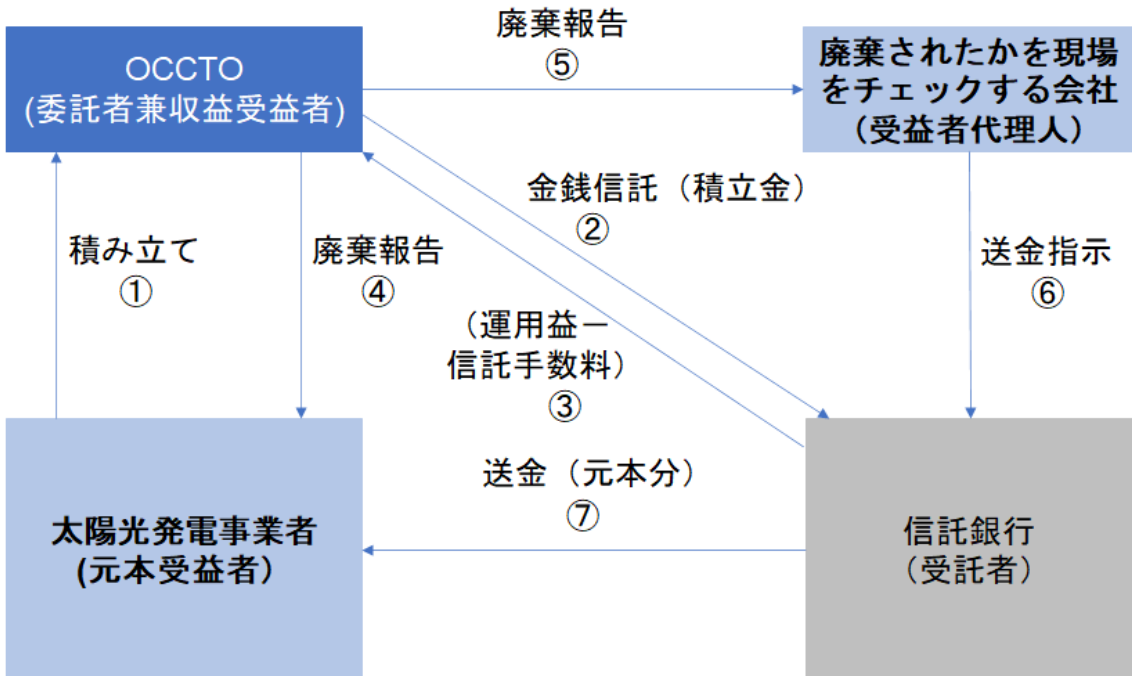 廃棄報告
⑤
OCCTO
(委託者兼収益受益者)
廃棄されたかを現場
をチェックする会社
（受益者代理人）
金銭信託（積立金）
②
積み立て
①
廃棄報告
④
送金指示
⑥
（運用益－
信託手数料）
③
送金（元本分）
⑦
太陽光発電事業者
(元本受益者）
信託銀行
（受託者）